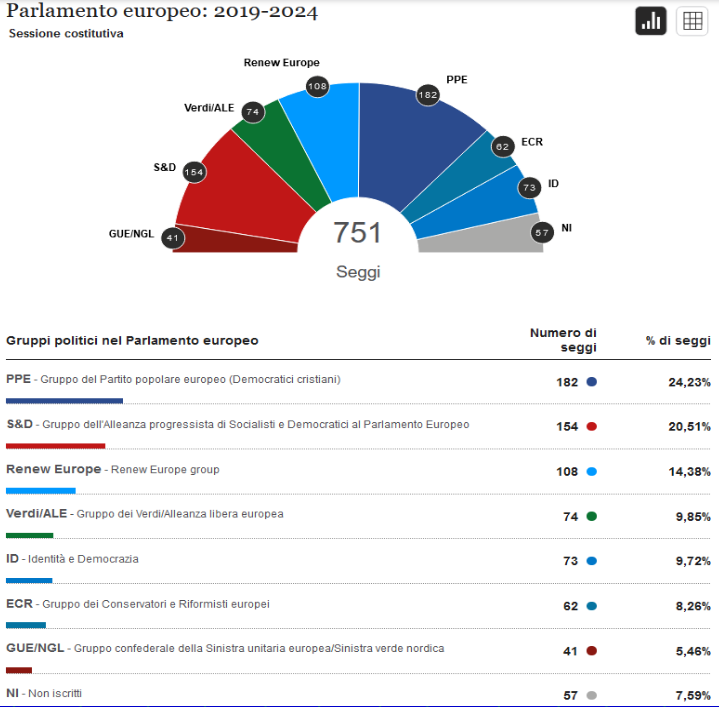 Parlamento europeo: 2019-2024
Sessione costitutiva
Renew Europe
108
PPE
182
Verdi/ALE
74
ECR
62
S&D
154
ID
73
GUE/NGL
41
NI
57
751
Seggi
Gruppi politici nel Parlamento europeo
Numero di seggi
% di seggi
PPE - Gruppo del Partito popolare europeo (Democratici cristiani) 182 24,23%
S&D - Gruppo dell'Alleanza progressista di Socialisti e Democratici al Parlamento Europeo 154 20,51%
Renew Europe - Renew Europe group 108 14,38%
Verdi/ALE - Gruppo dei Verdi/Alleanza libera europea 74 9,85%
ID - Identità e Democrazia 73 9,72%
ECR - Gruppo dei Conservatori e Riformisti europei 62 8,26%
GUE/NGL - Gruppo confederale della Sinistra unitaria europea/Sinistra verde nordica 41 5,46%
NI - Non iscritti 57 7,59%